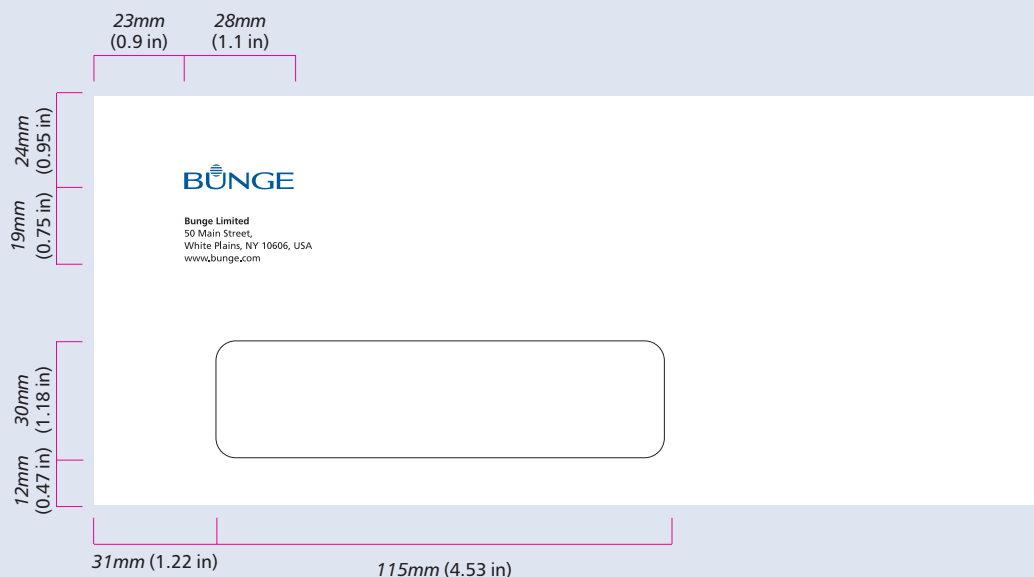 23mm
(0.9 in)
28mm
(1.1 in)
24mm
(0.95 in)
19mm
(0.75 in)
BUNGE
Bunge Limited
50 Main Street,
White Plains, NY 10606, USA
www.bunge.com
30mm
(1.18 in)
12mm
(0.47 in)
31mm (1.22 in)
115mm (4.53 in)